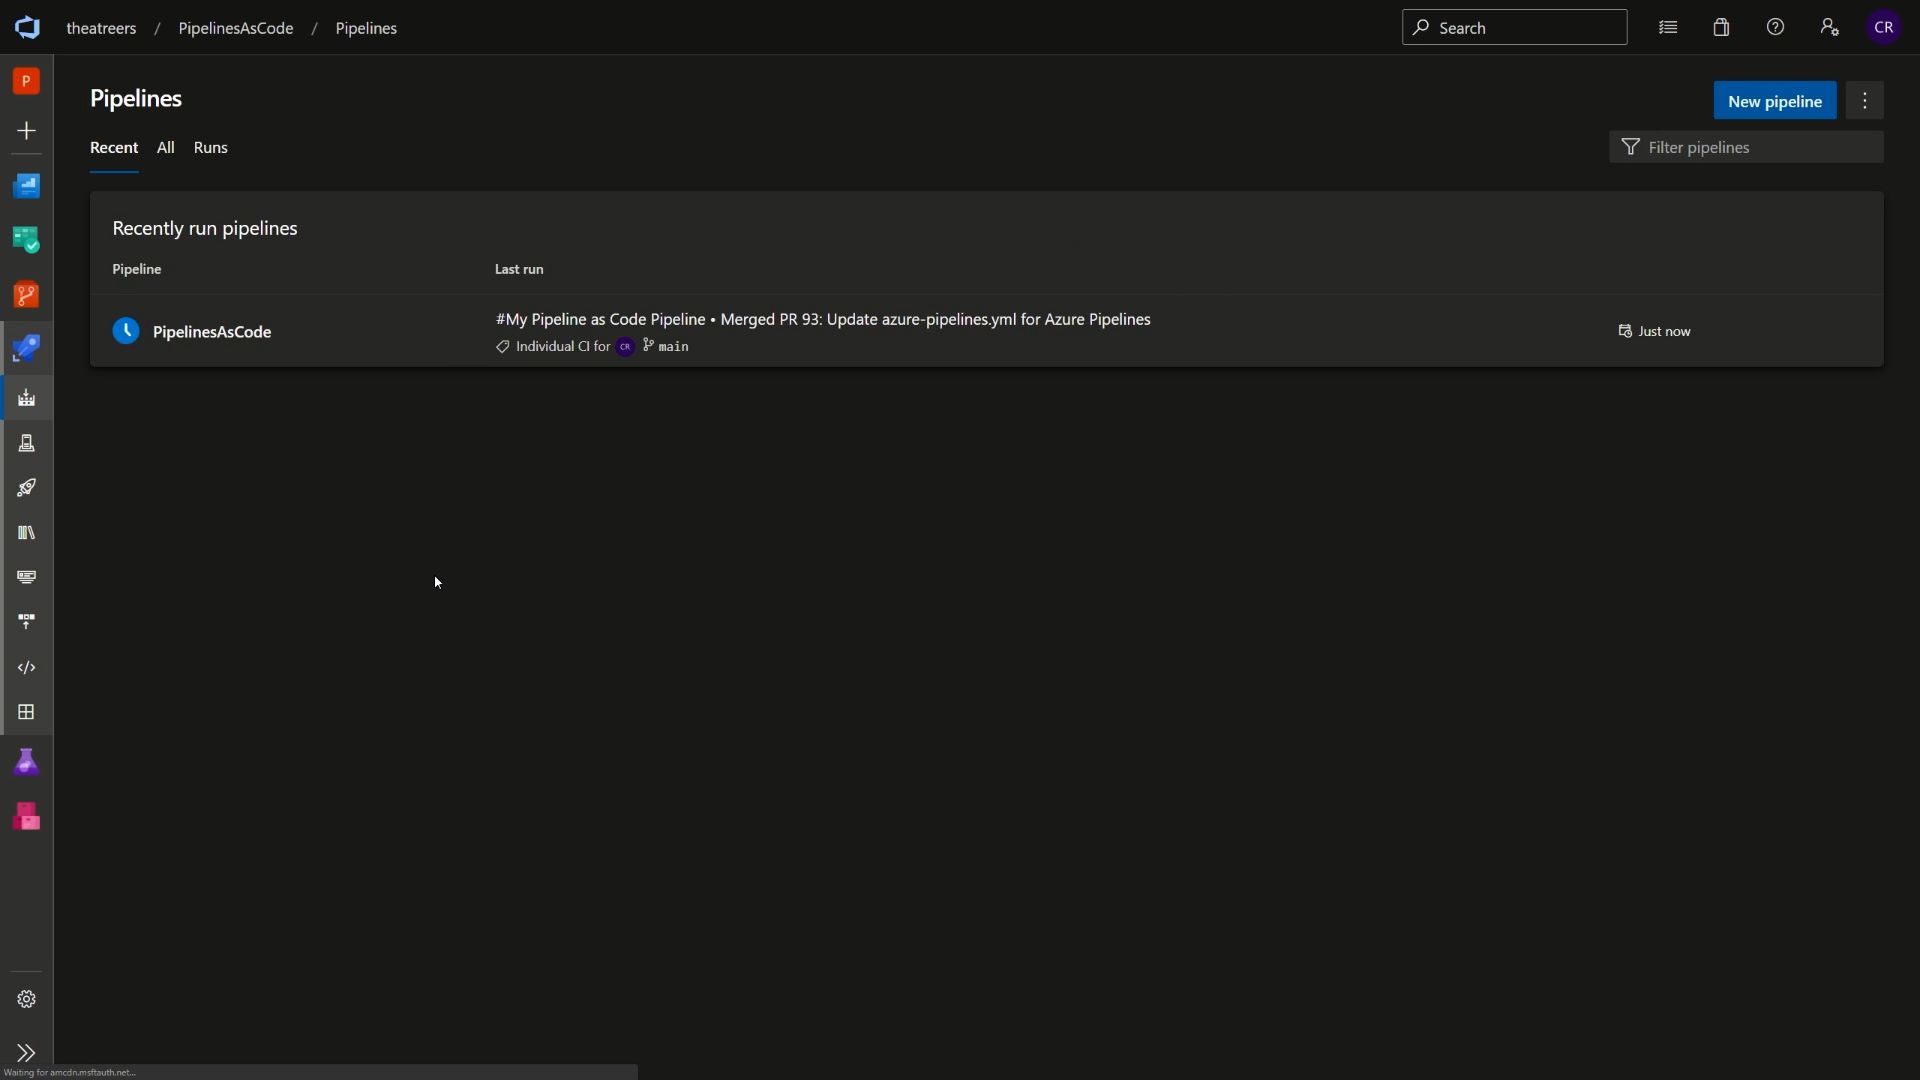 theatreers / PipelinesAsCode / Pipelines
Search
CR
P
Pipelines
New pipeline
Recent All Runs
Filter pipelines
Recently run pipelines
Pipeline Last run
PipelinesAsCode
#My Pipeline as Code Pipeline • Merged PR 93: Update azure-pipelines.yml for Azure Pipelines
Individual CI for CR main
Just now
Waiting for amcdn.msftauth.net...